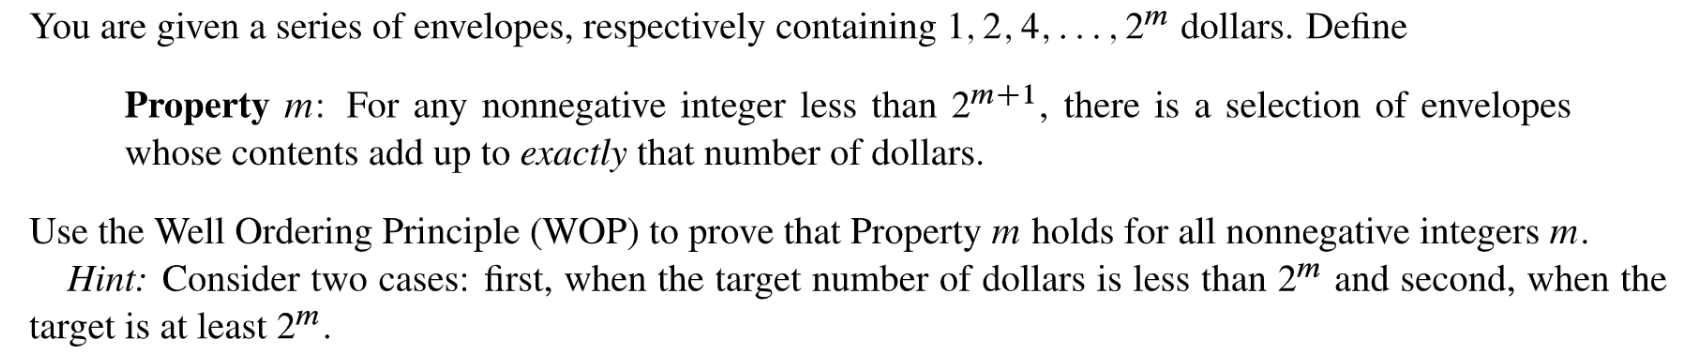 You are given a series of envelopes, respectively containing 1, 2, 4, . . . , 2^m dollars. Define
Property m: For any nonnegative integer less than 2^{m+1}, there is a selection of envelopes
whose contents add up to exactly that number of dollars.
Use the Well Ordering Principle (WOP) to prove that Property m holds for all nonnegative integers m.
Hint: Consider two cases: first, when the target number of dollars is less than 2^m and second, when the
target is at least 2^m.